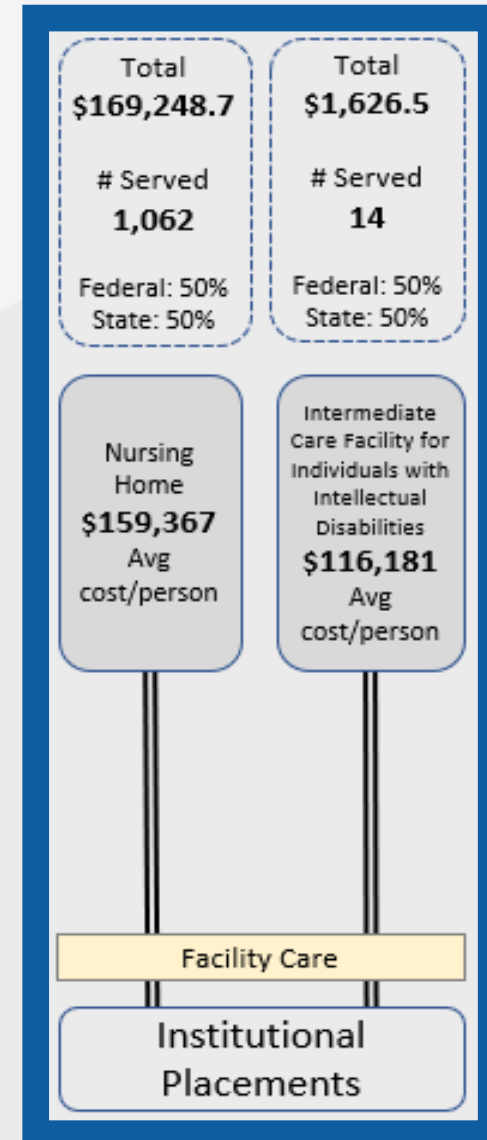 Total
$169,248.7
# Served
1,062
Federal: 50%
State: 50%
Total
$1,626.5
# Served
14
Federal: 50%
State: 50%
Nursing
Home
$159,367
Avg
cost/person
Intermediate
Care Facility for
Individuals with
Intellectual
Disabilities
$116,181
Avg
cost/person
Facility Care
Institutional
Placements